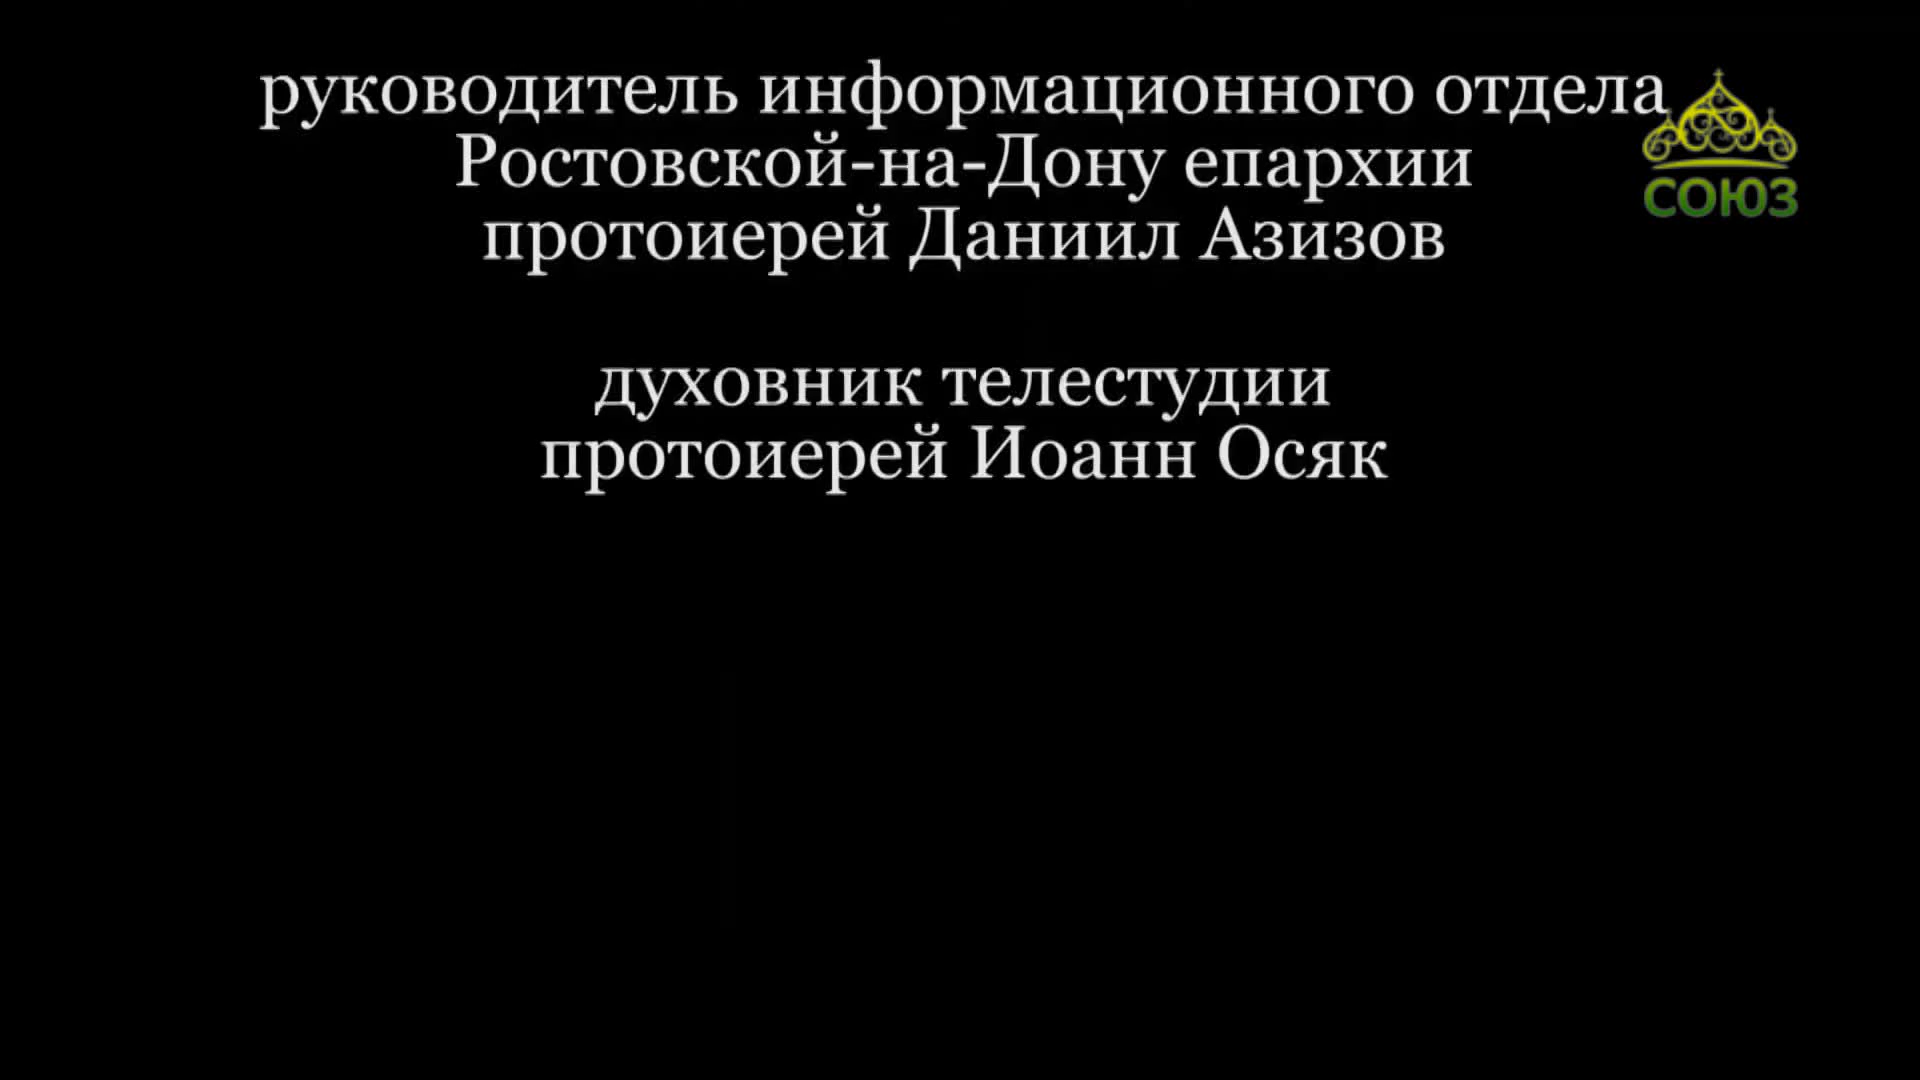 руководитель информационного отдела
Ростовской-на-Дону епархии
протоиерей Даниил Азизов
духовник телестудии
протоиерей Иоанн Осяк
СОЮЗ